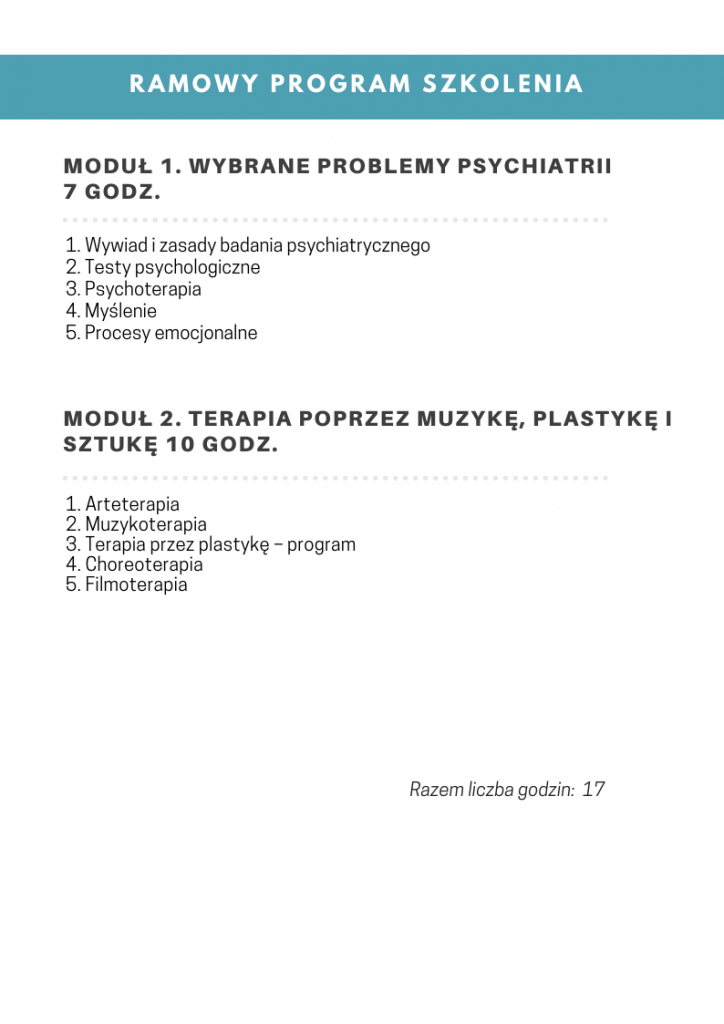 RAMOWY PROGRAM SZKOLENIA
MODUŁ 1. WYBRANE PROBLEMY PSYCHIATRII
7 GODZ.
1. Wywiad i zasady badania psychiatrycznego
2. Testy psychologiczne
3. Psychoterapia
4. Myślenie
5. Procesy emocjonalne
MODUŁ 2. TERAPIA POPRZEZ MUZYKĘ, PLASTYKĘ I
SZTUKĘ 10 GODZ.
1. Arteterapia
2. Muzykoterapia
3. Terapia przez plastykę – program
4. Choreoterapia
5. Filmoterapia
Razem liczba godzin: 17